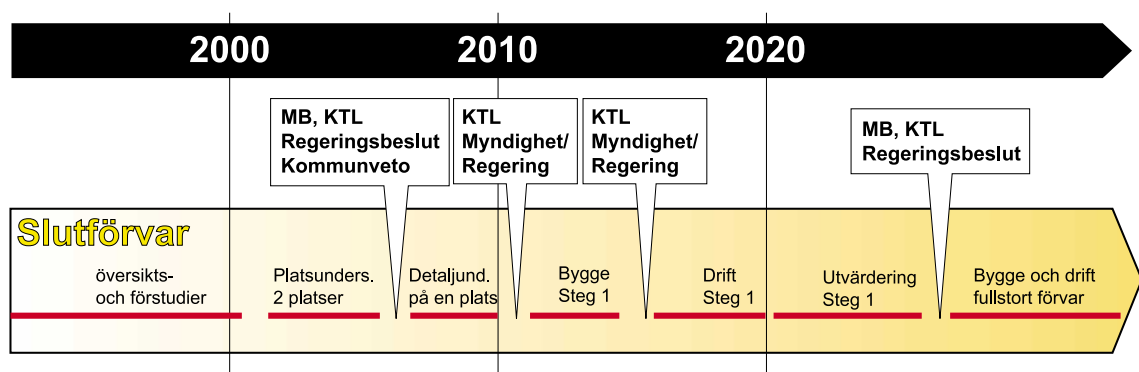 2000
2010
2020
MB, KTL
Regeringsbeslut
Kommunveto
KTL
Myndighet/
Regering
KTL
Myndighet/
Regering
MB, KTL
Regeringsbeslut
Slutförvar
översikts-
och förstudier
Platsunders.
2 platser
Detaljund.
på en plats
Bygge
Steg 1
Drift
Steg 1
Utvärdering
Steg 1
Bygge och drift
fullstort förvar